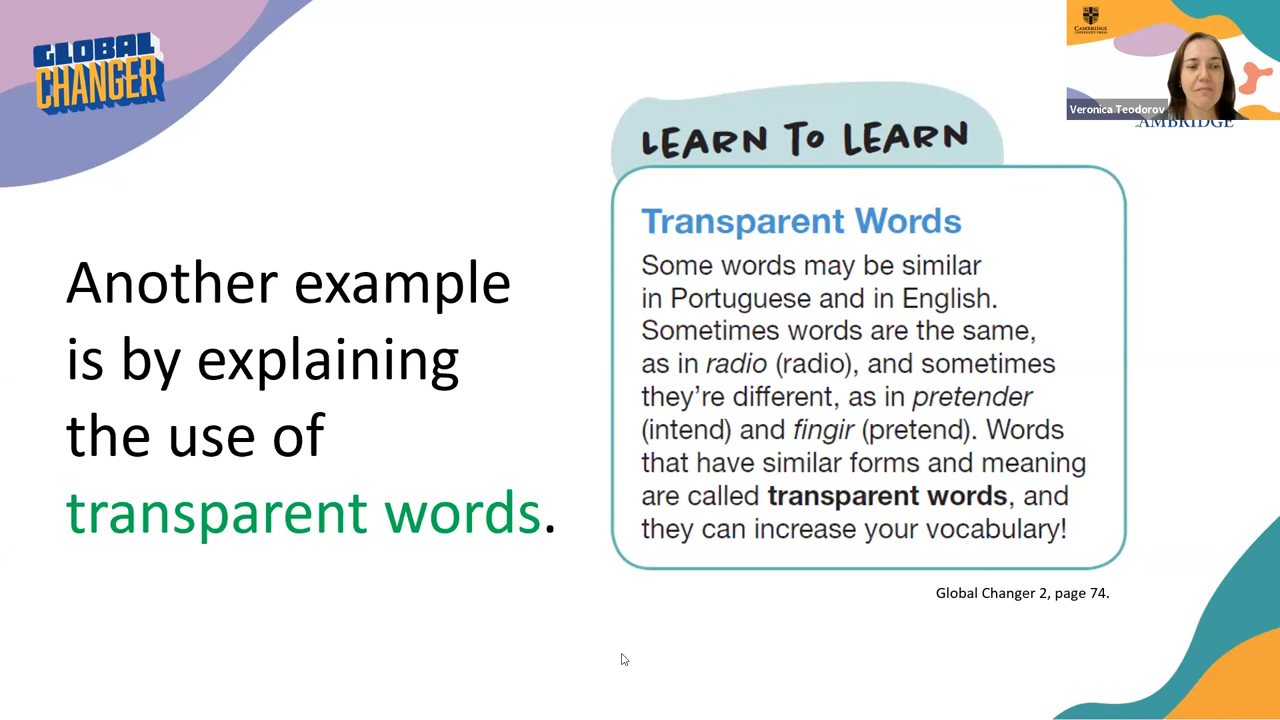 GLOBAL
CHANGER
CAMBRIDGE
UNIVERSITY PRESS
Veronica Teodorov
LEARN TO LEARN
Transparent Words
Some words may be similar
in Portuguese and in English.
Sometimes words are the same,
as in radio (radio), and sometimes
they're different, as in pretender
(intend) and fingir (pretend). Words
that have similar forms and meaning
are called transparent words, and
they can increase your vocabulary!
Another example
is by explaining
the use of
transparent words.
Global Changer 2, page 74.